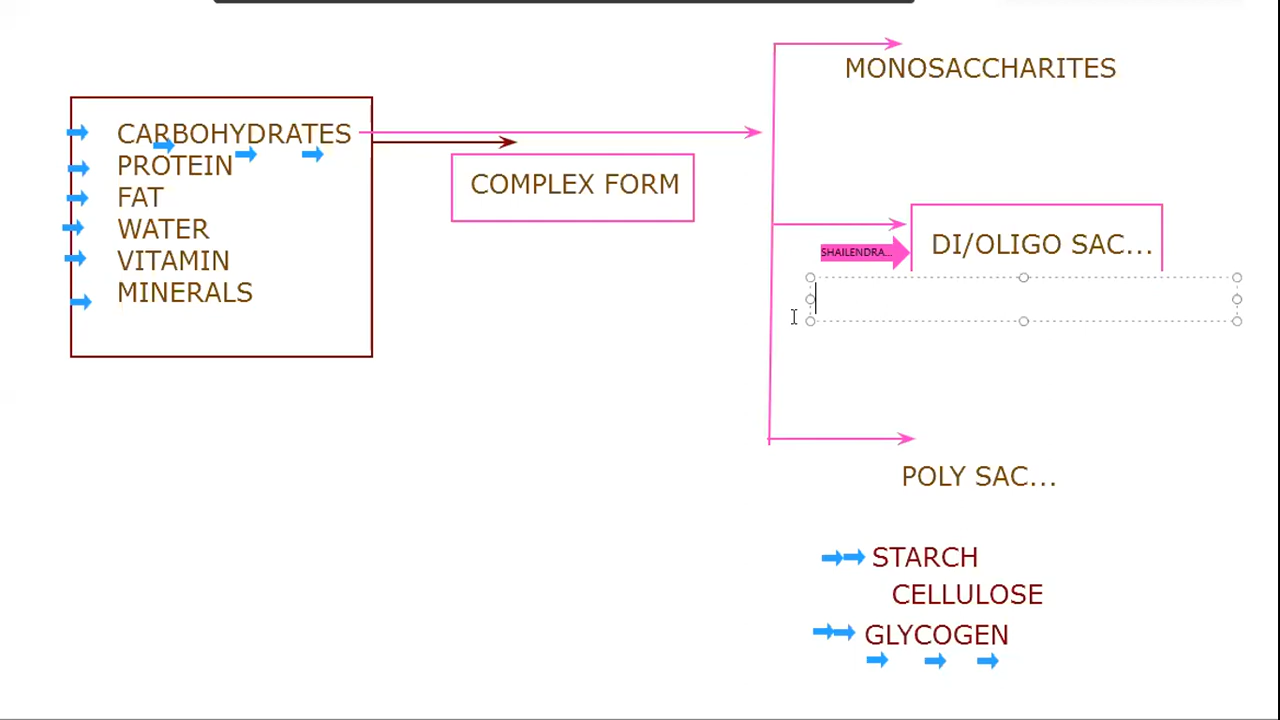 CARBOHYDRATES
PROTEIN
FAT
WATER
VITAMIN
MINERALS
COMPLEX FORM
MONOSACCHARITES
SHAILENDRA...
DI/OLIGO SAC...
POLY SAC...
STARCH
CELLULOSE
GLYCOGEN